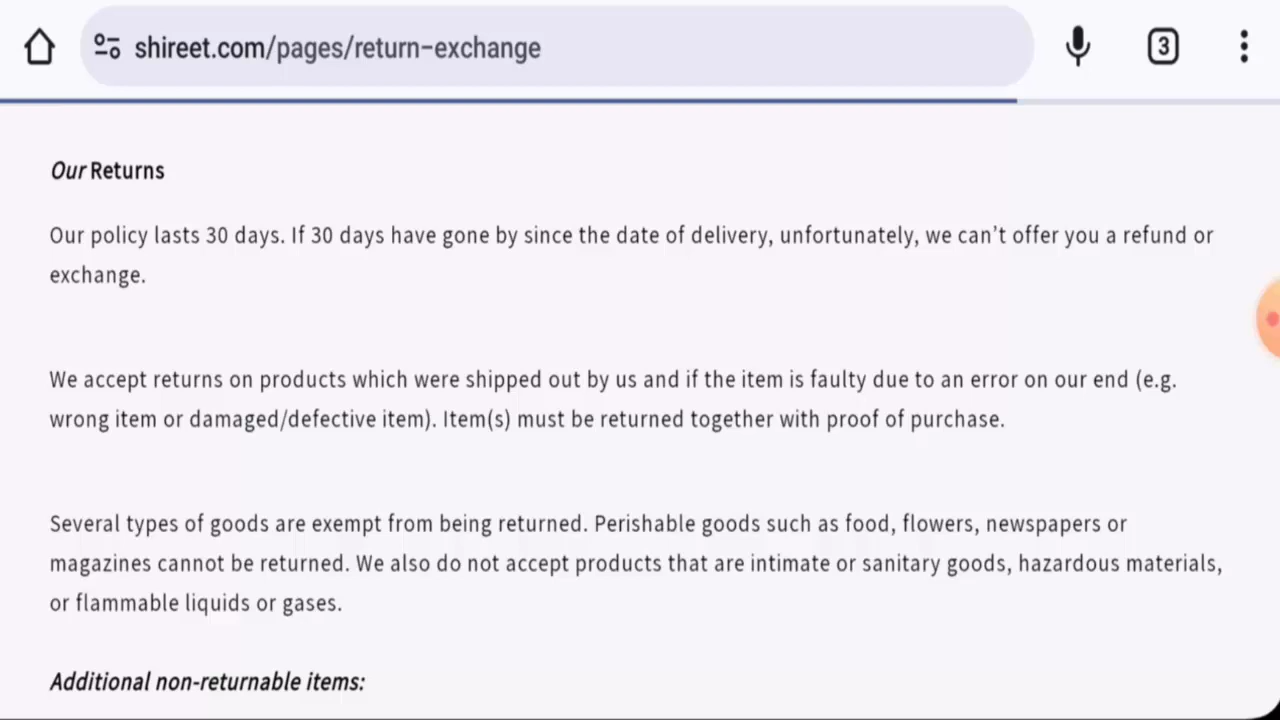 shireet.com/pages/return-exchange
3
Our Returns
Our policy lasts 30 days. If 30 days have gone by since the date of delivery, unfortunately, we can’t offer you a refund or
exchange.
We accept returns on products which were shipped out by us and if the item is faulty due to an error on our end (e.g.
wrong item or damaged/defective item). Item(s) must be returned together with proof of purchase.
Several types of goods are exempt from being returned. Perishable goods such as food, flowers, newspapers or
magazines cannot be returned. We also do not accept products that are intimate or sanitary goods, hazardous materials,
or flammable liquids or gases.
Additional non-returnable items: